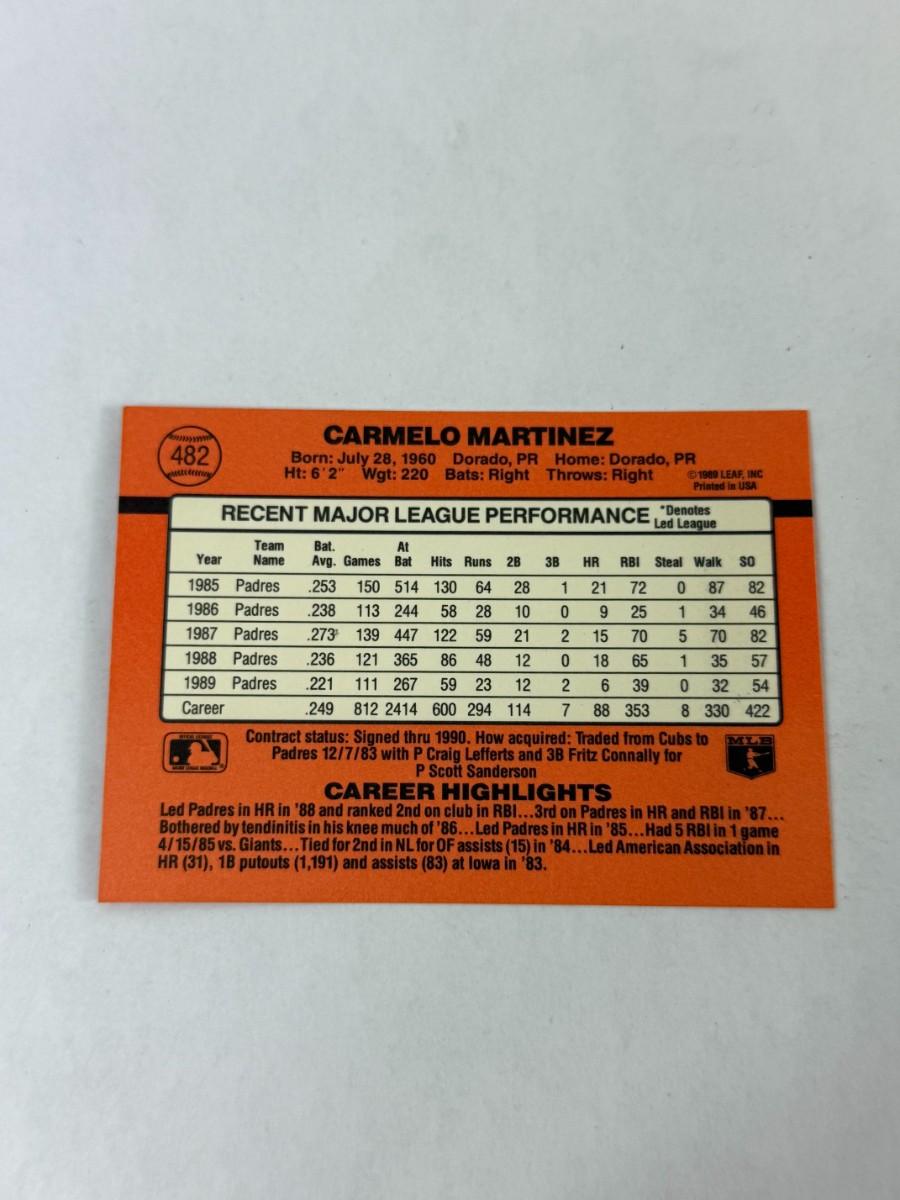 482
CARMELO MARTINEZ
Born: July 28, 1960 Dorado, PR Home: Dorado, PR
Ht: 6'2" Wgt: 220 Bats: Right Throws: Right
©1989 LEAF, INC
Printed in USA
RECENT MAJOR LEAGUE PERFORMANCE
*Denotes
Led League
Year Team Name Bat. Avg. Games At Bat Hits Runs 2B 3B HR RBI Steal Walk SO
1985 Padres .253 150 514 130 64 28 1 21 72 0 87 82
1986 Padres .238 113 244 58 28 10 0 9 25 1 34 46
1987 Padres .273 139 447 122 59 21 2 15 70 5 70 82
1988 Padres .236 121 365 86 48 12 0 18 65 1 35 57
1989 Padres .221 111 267 59 23 12 2 6 39 0 32 54
Career .249 812 2414 600 294 114 7 88 353 8 330 422
Contract status: Signed thru 1990. How acquired: Traded from Cubs to
Padres 12/7/83 with P Craig Lefferts and 3B Fritz Connally for
P Scott Sanderson
MLB
CAREER HIGHLIGHTS
Led Padres in HR in '88 and ranked 2nd on club in RBI...3rd on Padres in HR and RBI in '87...
Bothered by tendinitis in his knee much of '86...Led Padres in HR in '85...Had 5 RBI in 1 game
4/15/85 vs. Giants...Tied for 2nd in NL for OF assists (15) in '84...Led American Association in
HR (31), 1B putouts (1,191) and assists (83) at Iowa in '83.